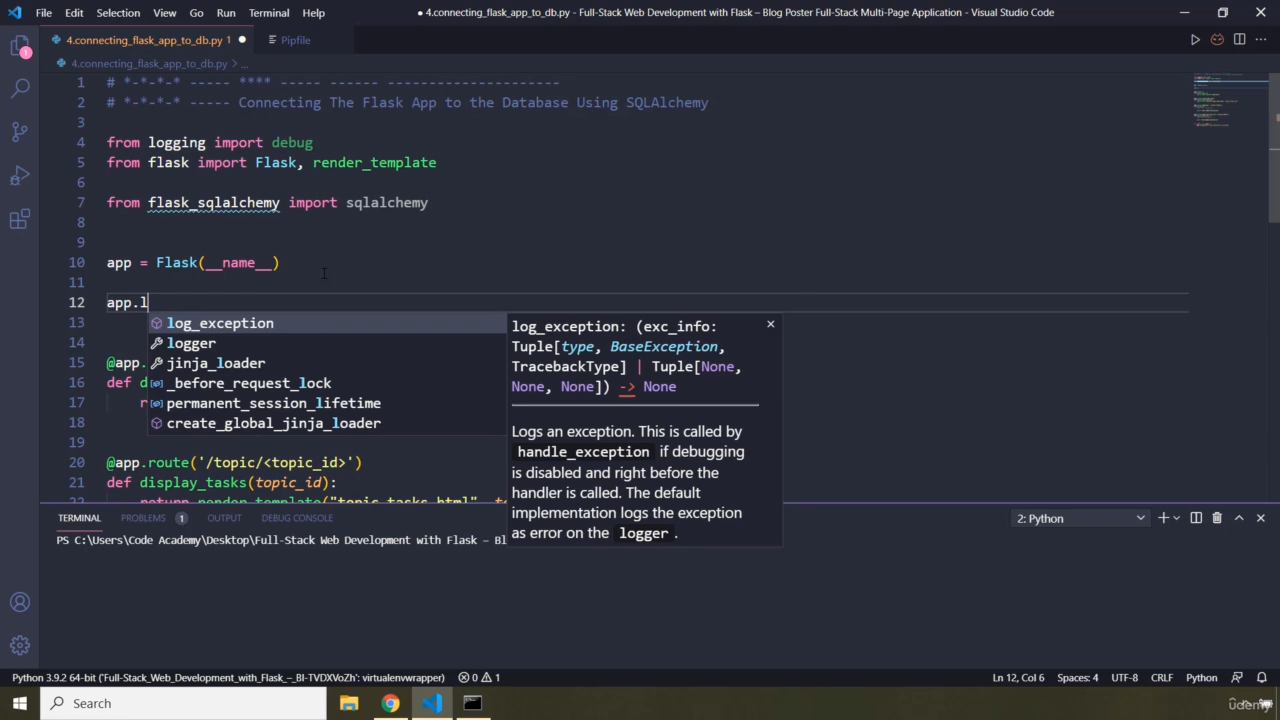 File Edit Selection View Go Run Terminal Help
● 4.connecting_flask_app_to_db.py - Full-Stack Web Development with Flask – Blog Poster Full-Stack Multi-Page Application - Visual Studio Code
4.connecting_flask_app_to_db.py 1 ● Pipfile
4.connecting_flask_app_to_db.py > ...
1 # *-*-*-* ----- **** ----- ------ ---------------------
2 # *-*-*-* ----- Connecting The Flask App to the Database Using SQLAlchemy
3
4 from logging import debug
5 from flask import Flask, render_template
6
7 from flask_sqlalchemy import sqlalchemy
8
9
10 app = Flask(__name__)
11
12 app.l
13
14
15 @app.
16 def d
17 r
18
19
20 @app.route('/topic/<topic_id>')
21 def display_tasks(topic_id):
22 return render_template("topic_tasks.html",
log_exception
logger
jinja_loader
_before_request_lock
permanent_session_lifetime
create_global_jinja_loader
log_exception: (exc_info:
Tuple[type, BaseException,
TracebackType] | Tuple[None,
None, None]) -> None
Logs an exception. This is called by
handle_exception if debugging
is disabled and right before the
handler is called. The default
implementation logs the exception
as error on the logger .
TERMINAL PROBLEMS 1 OUTPUT DEBUG CONSOLE
2: Python
PS C:\Users\Code Academy\Desktop\Full-Stack Web Development with Flask – Bl
Python 3.9.2 64-bit ('Full-Stack_Web_Development_with_Flask_–_Bl-TVDXVoZh': virtualenvwrapper) 0 1
Ln 12, Col 6 Spaces: 4 UTF-8 CRLF Python
Search
udemy